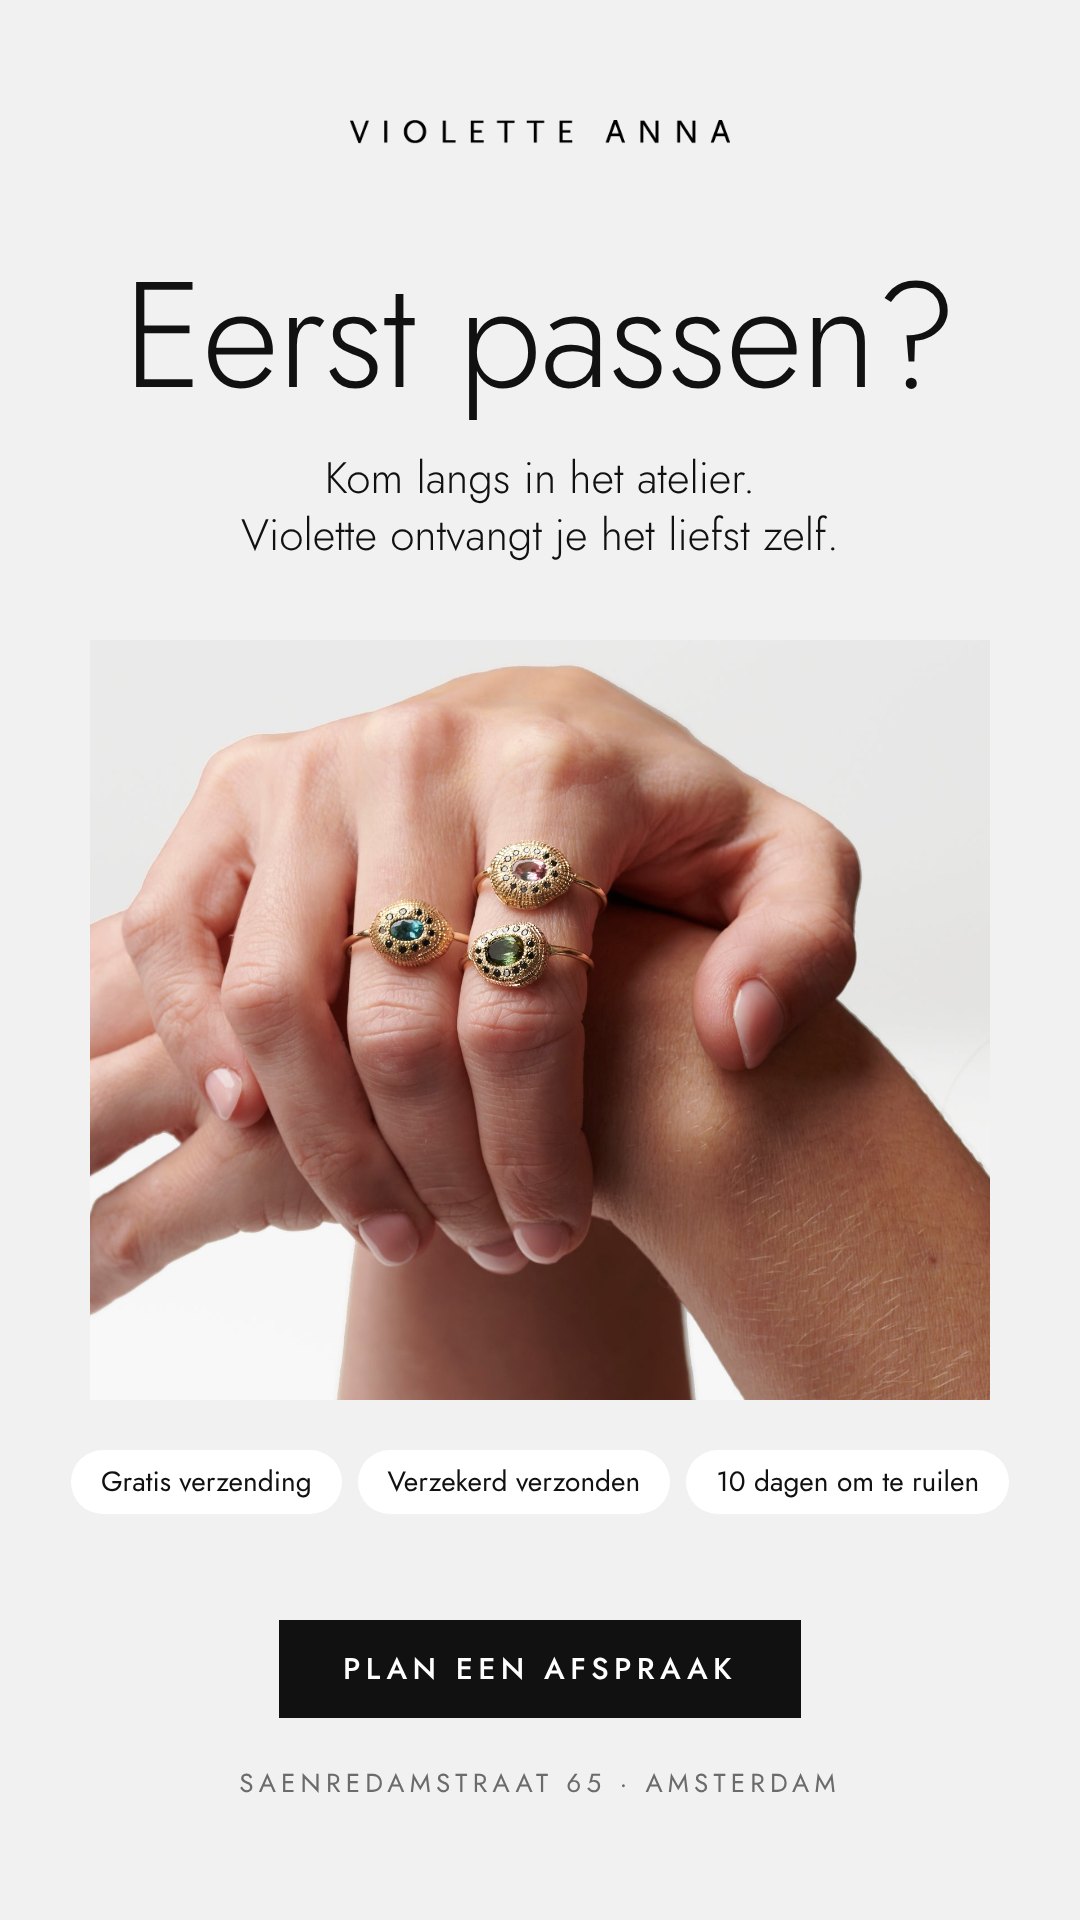 VIOLETTE ANNA
Eerst passen?
Kom langs in het atelier.
Violette ontvangt je het liefst zelf.
Gratis verzending
Verzekerd verzonden
10 dagen om te ruilen
PLAN EEN AFSPRAAK
SAENREDAMSTRAAT 65 · AMSTERDAM